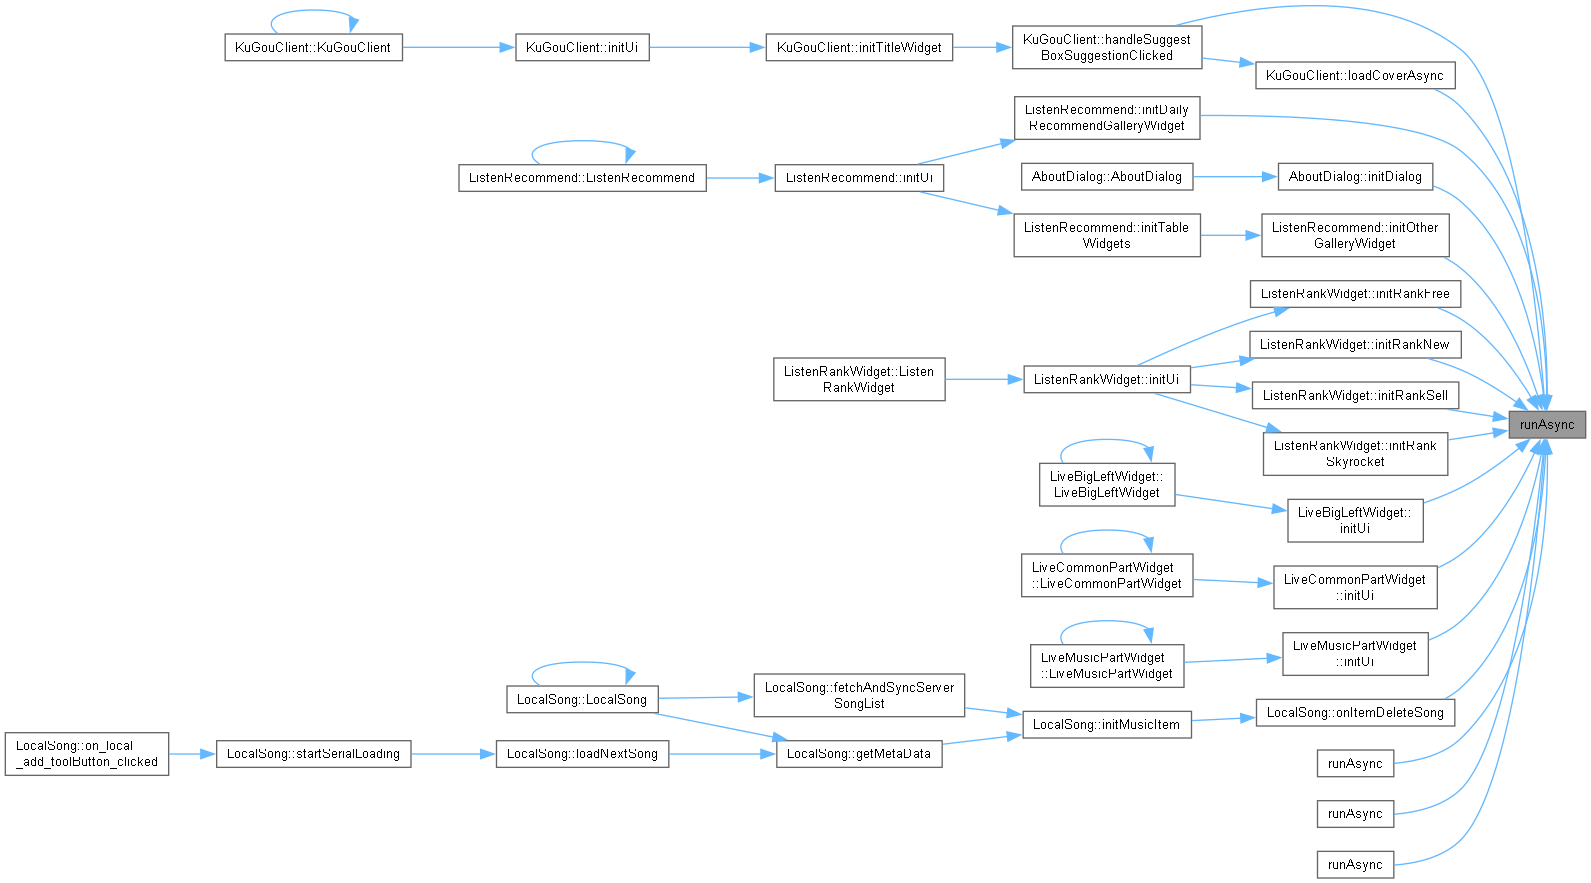 KuGouClient::KuGouClient
KuGouClient::initUi
KuGouClient::initTitleWidget
KuGouClient::handleSuggest
BoxSuggestionClicked
KuGouClient::loadCoverAsync
ListenRecommend::initDaily
RecommendGalleryWidget
ListenRecommend::ListenRecommend
ListenRecommend::initUi
AboutDialog::AboutDialog
AboutDialog::initDialog
ListenRecommend::initTable
Widgets
ListenRecommend::initOther
GalleryWidget
ListenRankWidget::initRankFree
ListenRankWidget::initRankNew
ListenRankWidget::Listen
RankWidget
ListenRankWidget::initUi
ListenRankWidget::initRankSell
runAsync
ListenRankWidget::initRank
Skyrocket
LiveBigLeftWidget::
LiveBigLeftWidget
LiveBigLeftWidget::
initUi
LiveCommonPartWidget
::LiveCommonPartWidget
LiveCommonPartWidget
::initUi
LiveMusicPartWidget
::LiveMusicPartWidget
LiveMusicPartWidget
::initUi
LocalSong::LocalSong
LocalSong::fetchAndSyncServer
SongList
LocalSong::initMusicItem
LocalSong::onItemDeleteSong
LocalSong::on_local
_add_toolButton_clicked
LocalSong::startSerialLoading
LocalSong::loadNextSong
LocalSong::getMetaData
runAsync
runAsync
runAsync